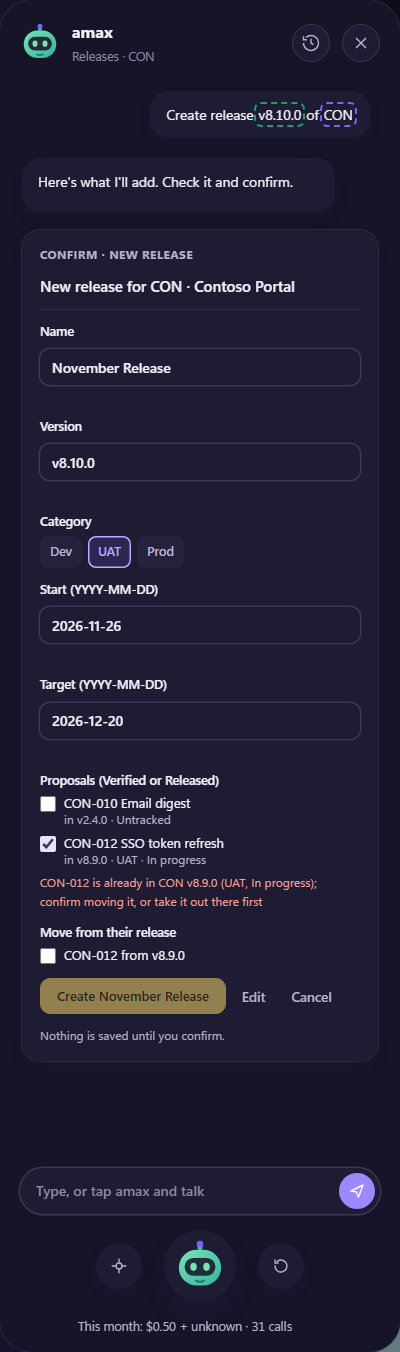 amax
Releases · CON
Create release v8.10.0 of CON
Here's what I'll add. Check it and confirm.
CONFIRM · NEW RELEASE
New release for CON · Contoso Portal
Name
November Release
Version
v8.10.0
Category
Dev UAT Prod
Start (YYYY-MM-DD)
2026-11-26
Target (YYYY-MM-DD)
2026-12-20
Proposals (Verified or Released)
CON-010 Email digest
in v2.4.0 · Untracked
CON-012 SSO token refresh
in v8.9.0 · UAT · In progress
CON-012 is already in CON v8.9.0 (UAT, In progress);
confirm moving it, or take it out there first
Move from their release
CON-012 from v8.9.0
Create November Release Edit Cancel
Nothing is saved until you confirm.
Type, or tap amax and talk
This month: $0.50 + unknown · 31 calls